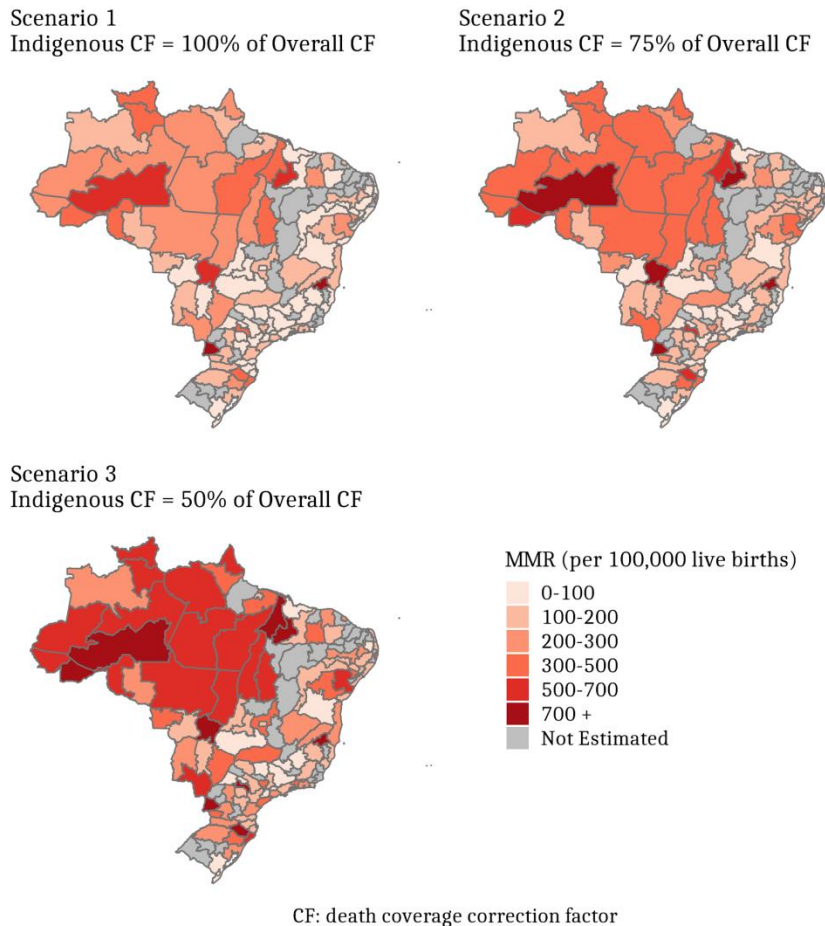 Scenario 1
Indigenous CF = 100% of Overall CF
Scenario 2
Indigenous CF = 75% of Overall CF
Scenario 3
Indigenous CF = 50% of Overall CF
MMR (per 100,000 live births)
0-100
100-200
200-300
300-500
500-700
700 +
Not Estimated
CF: death coverage correction factor